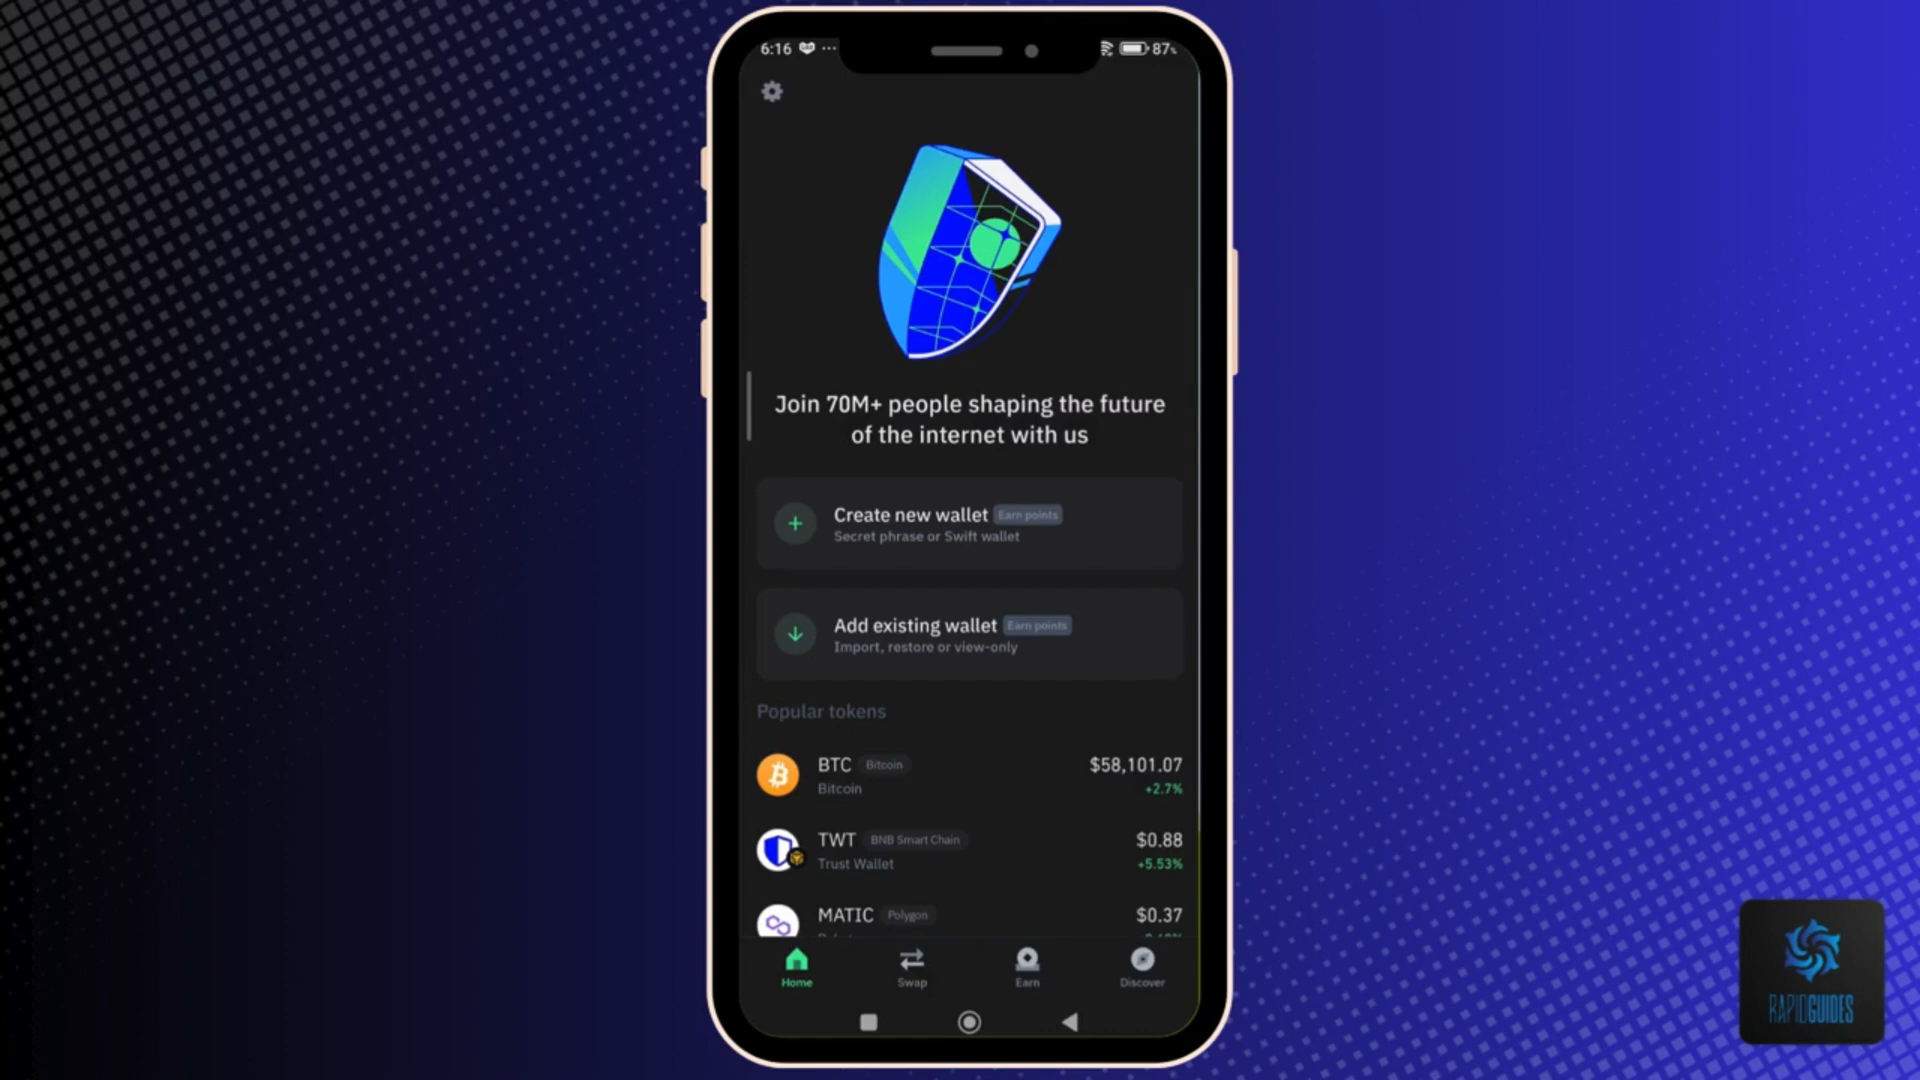 6:16
87%
Join 70M+ people shaping the future
of the internet with us
Create new wallet Earn points
Secret phrase or Swift wallet
Add existing wallet Earn points
Import, restore or view-only
Popular tokens
BTC Bitcoin $58,101.07
Bitcoin +2.7%
TWT BNB Smart Chain $0.88
Trust Wallet +5.53%
MATIC Polygon $0.37
Home Swap Earn Discover
RAPIDGUIDES